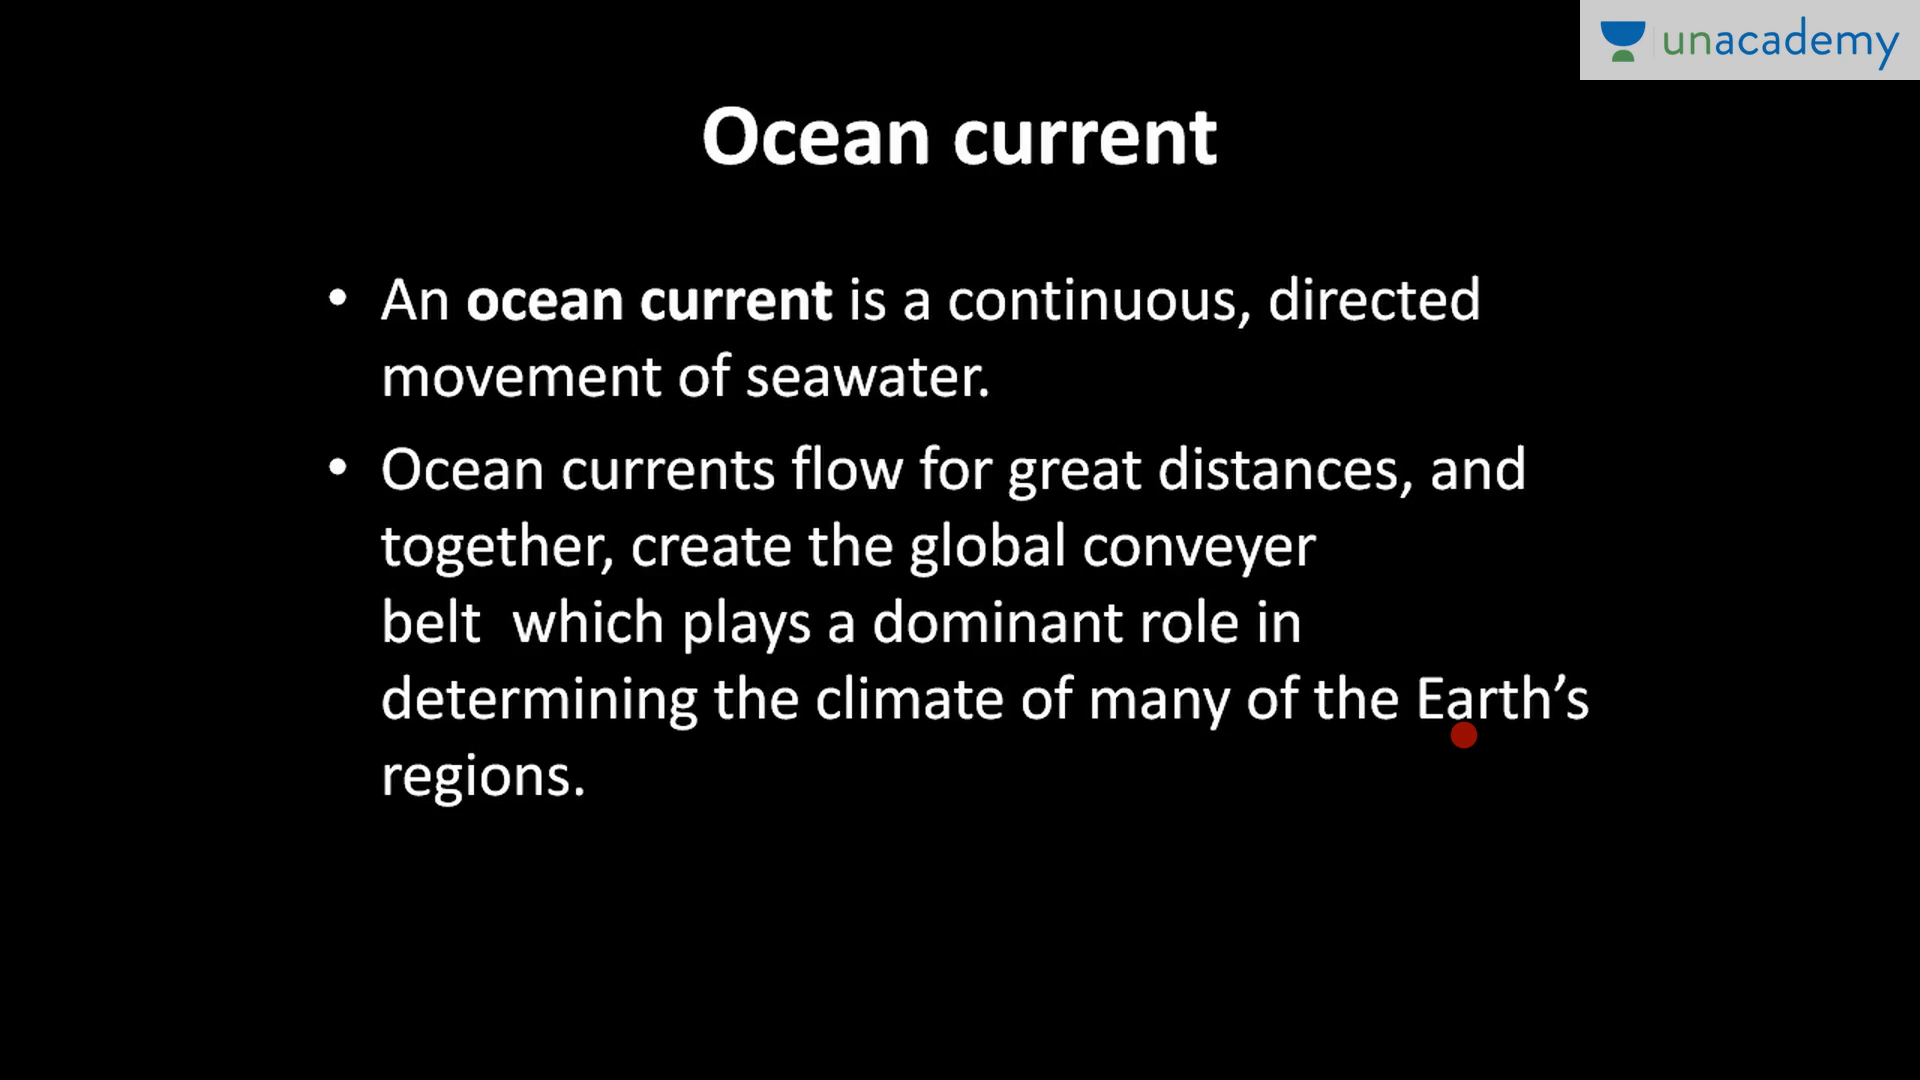 unacademy
Ocean current
• An ocean current is a continuous, directed
movement of seawater.
• Ocean currents flow for great distances, and
together, create the global conveyer
belt  which plays a dominant role in
determining the climate of many of the Earth’s
regions.